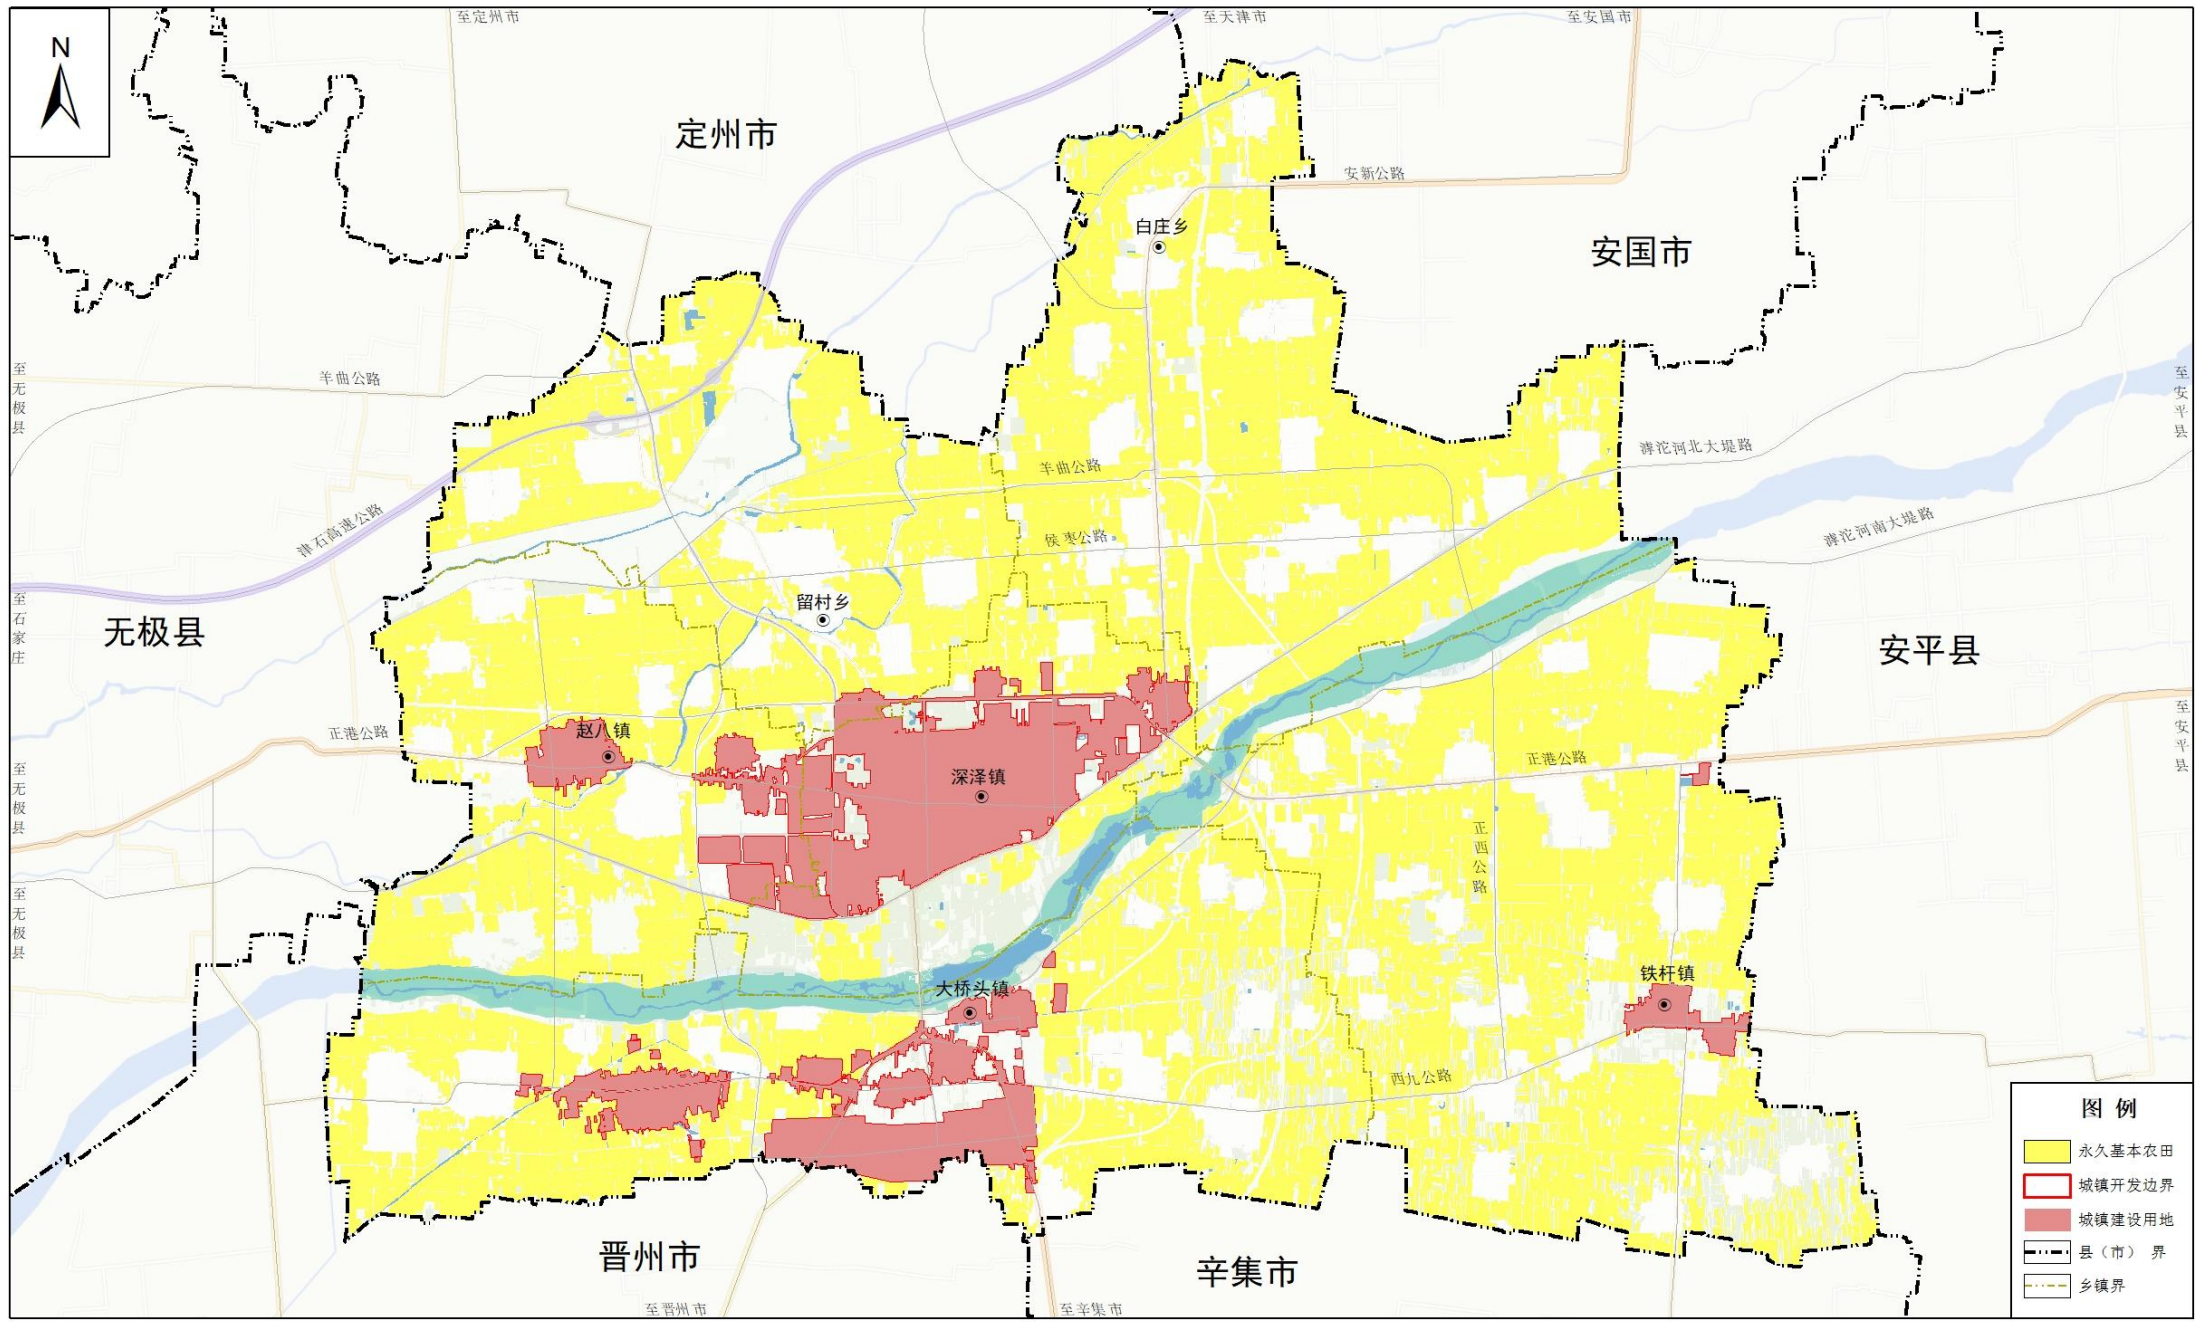 至定州市
至天津市
至安国市
N
定州市
安新公路
白庄乡
安国市
至无极县
羊曲公路
至安平县
滹沱河北大堤路
羊曲公路
津石高速公路
侯枣公路
滹沱河南大堤路
至石家庄
无极县
留村乡
安平县
赵八镇
正港公路
至安平县
正港公路
深泽镇
至无极县
正西公路
至无极县
铁杆镇
大桥头镇
西九公路
晋州市
辛集市
至晋州市
至辛集市
图 例
永久基本农田
城镇开发边界
城镇建设用地
县（市） 界
乡镇界